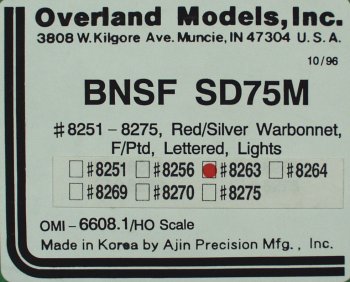 Overland Models, Inc.
3808 W. Kilgore Ave. Muncie, IN 47304 U.S.A.
10/96
BNSF SD75M
#8251 - 8275, Red/Silver Warbonnet,
F/Ptd, Lettered, Lights
#8251 #8256 #8263 #8264
#8269 #8270 #8275
OMI - 6608.1/HO Scale
Made in Korea by Ajin Precision Mfg., Inc.